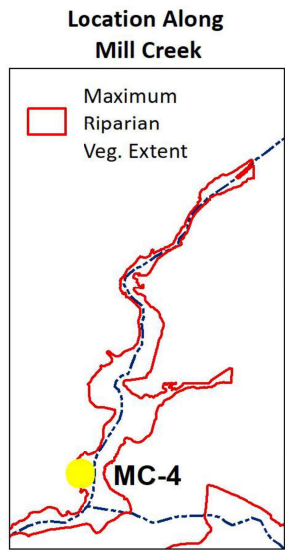 Location Along
Mill Creek
Maximum
Riparian
Veg. Extent
MC-4